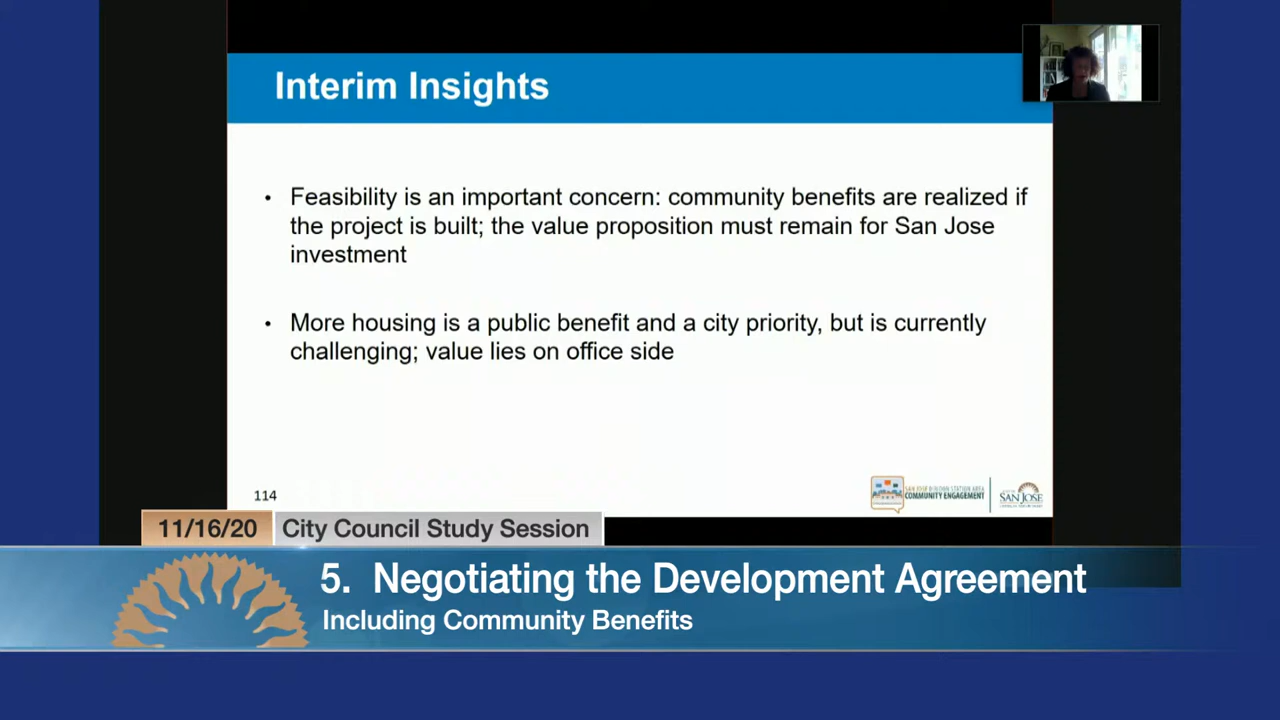 Interim Insights
• Feasibility is an important concern: community benefits are realized if
the project is built; the value proposition must remain for San Jose
investment
• More housing is a public benefit and a city priority, but is currently
challenging; value lies on office side
114
COMMUNITY ENGAGEMENT
SAN JOSE
11/16/20 City Council Study Session
5. Negotiating the Development Agreement
Including Community Benefits